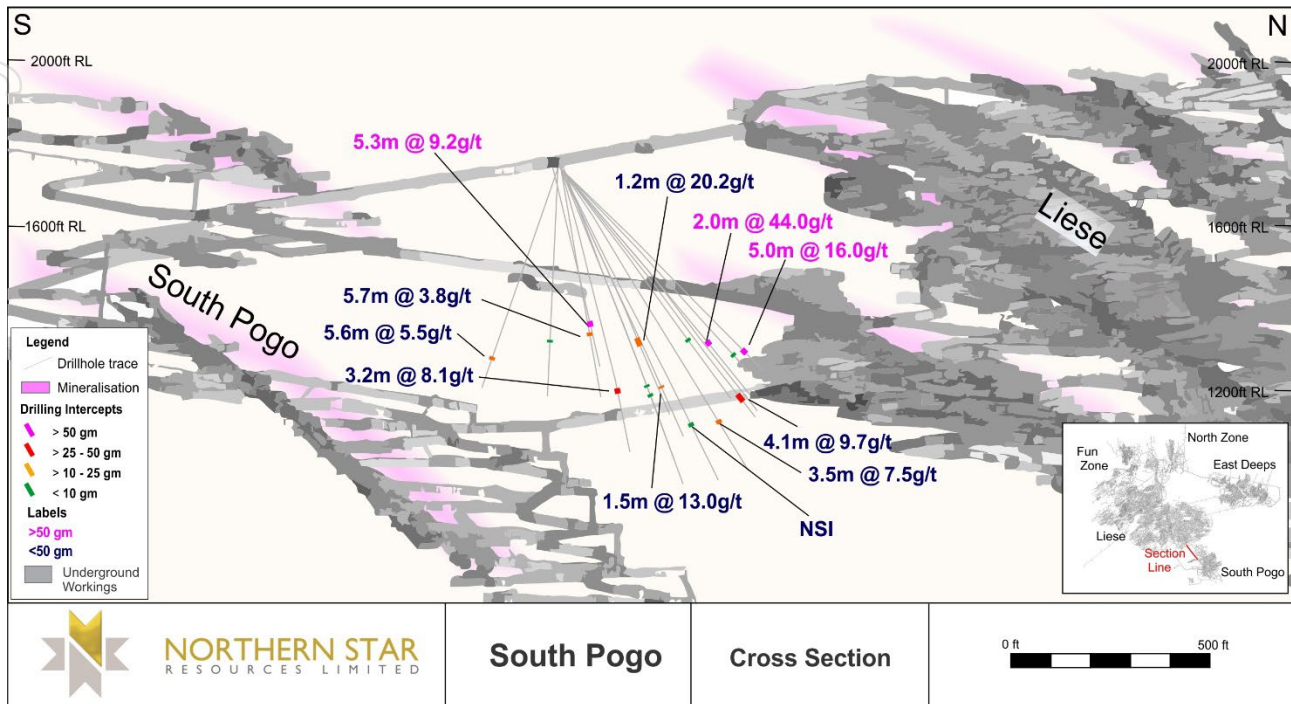 S
N
2000ft RL
2000ft RL
5.3m @ 9.2g/t
1.2m @ 20.2g/t
2.0m @ 44.0g/t
5.0m @ 16.0g/t
Liese
1600ft RL
1600ft RL
South Pogo
5.7m @ 3.8g/t
5.6m @ 5.5g/t
3.2m @ 8.1g/t
1200ft RL
4.1m @ 9.7g/t
3.5m @ 7.5g/t
1.5m @ 13.0g/t
NSI
Legend
Drillhole trace
Mineralisation
Drilling Intercepts
> 50 gm
> 25 - 50 gm
> 10 - 25 gm
< 10 gm
Labels
>50 gm
<50 gm
Underground
Workings
North Zone
Fun
Zone
East Deeps
Liese
Section
Line
South Pogo
NORTHERN STAR
RESOURCES LIMITED
South Pogo
Cross Section
0 ft
500 ft